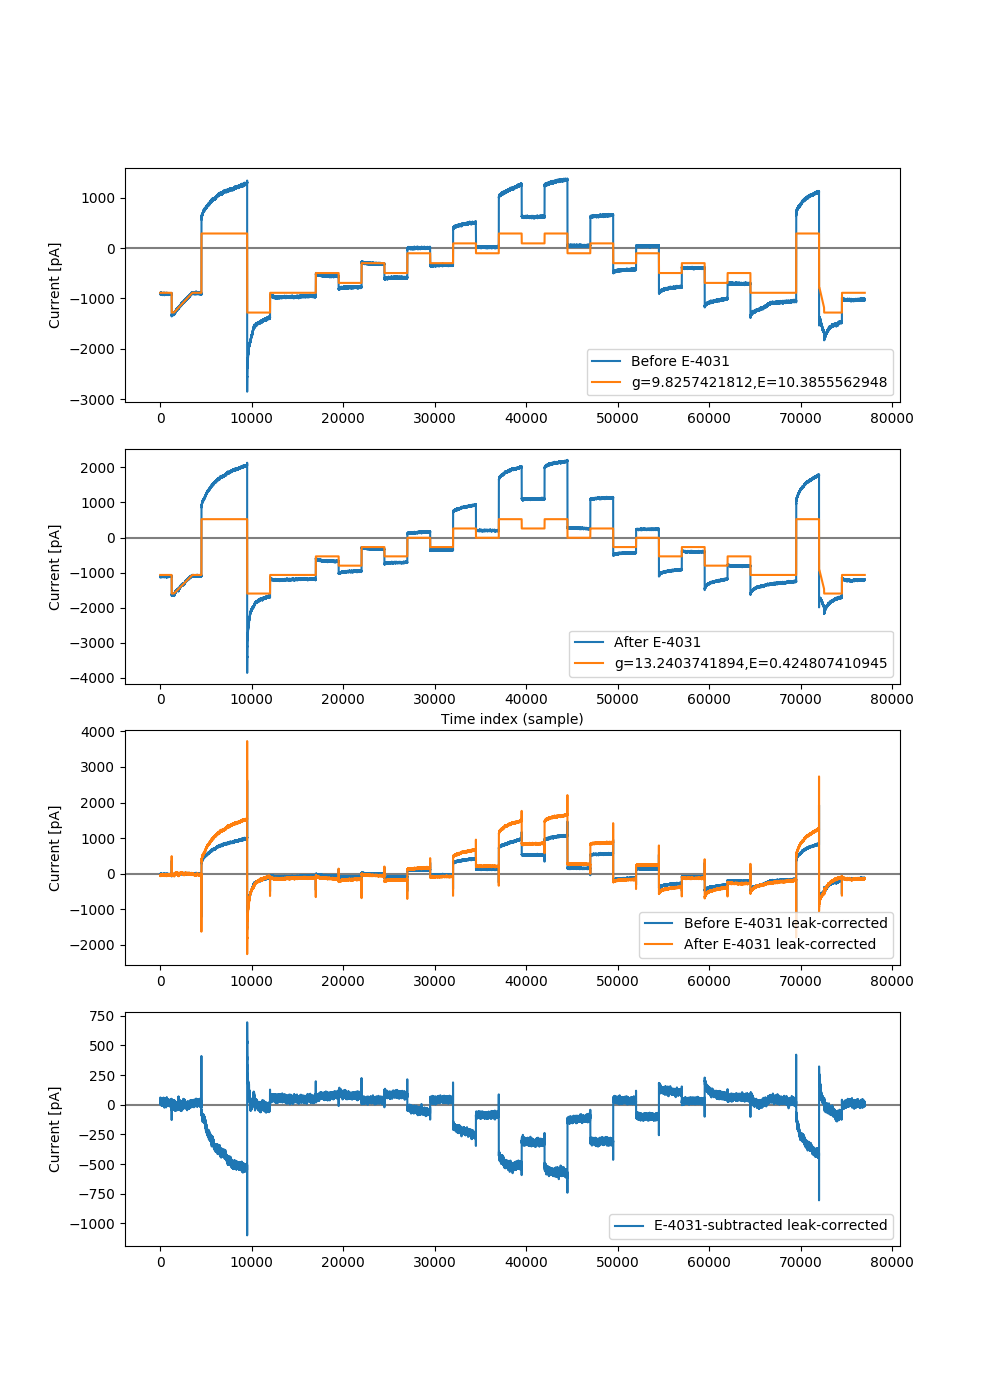 1000
0
−1000
−2000
−3000
Current [pA]
Before E-4031
g=9.8257421812,E=10.3855562948
0 10000 20000 30000 40000 50000 60000 70000 80000
2000
1000
0
−1000
−2000
−3000
−4000
Current [pA]
After E-4031
g=13.2403741894,E=0.424807410945
0 10000 20000 30000 40000 50000 60000 70000 80000
Time index (sample)
4000
3000
2000
1000
0
−1000
−2000
Current [pA]
Before E-4031 leak-corrected
After E-4031 leak-corrected
0 10000 20000 30000 40000 50000 60000 70000 80000
750
500
250
0
−250
−500
−750
−1000
Current [pA]
E-4031-subtracted leak-corrected
0 10000 20000 30000 40000 50000 60000 70000 80000